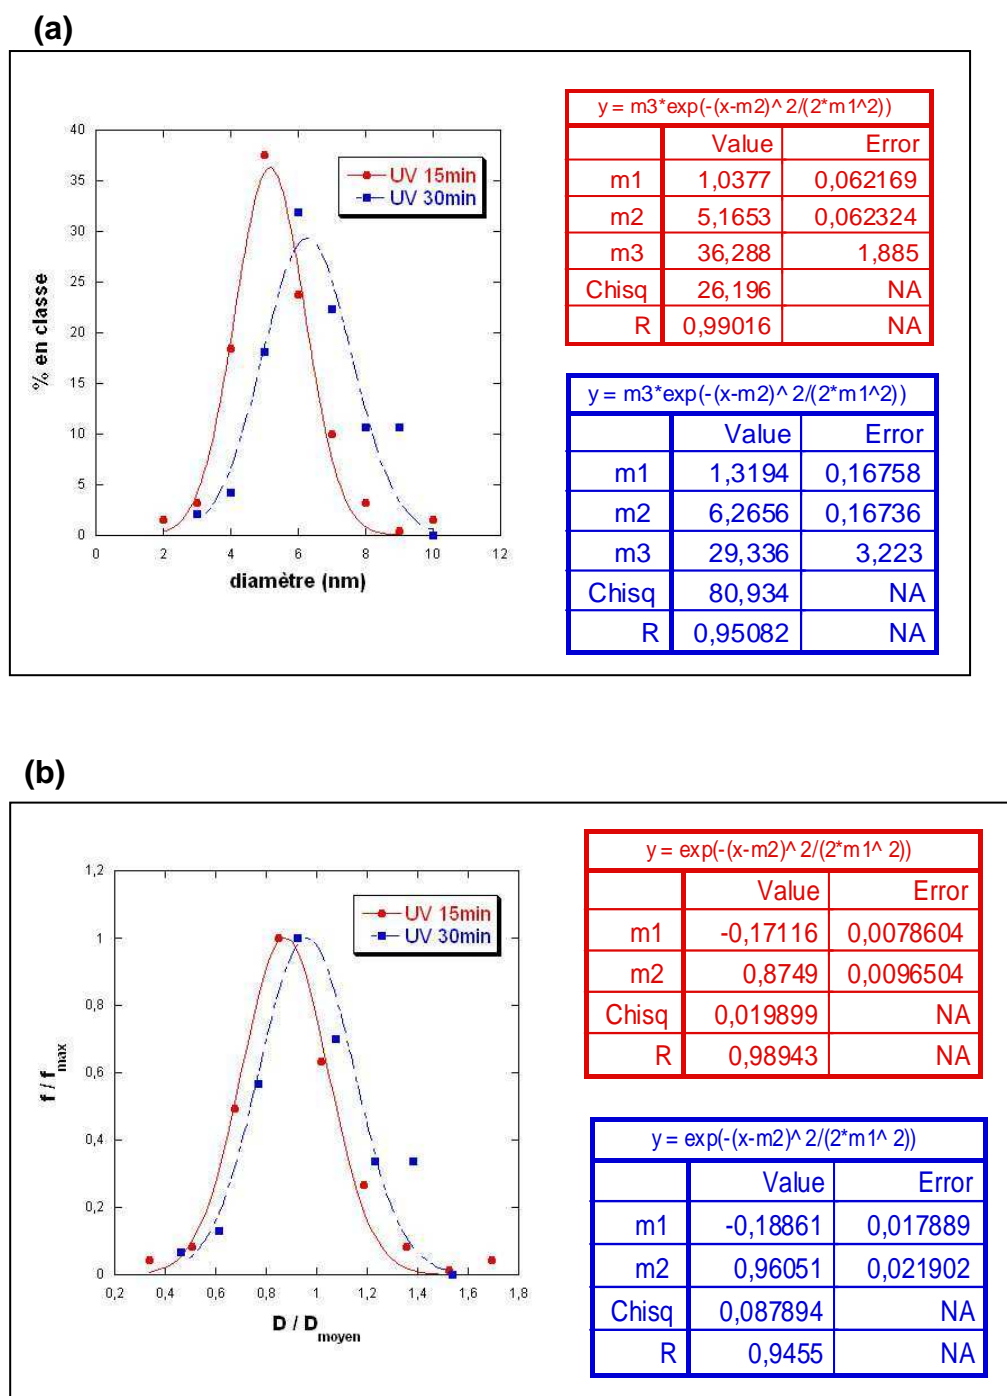 (a)
40
35
30
25
20
15
10
5
0
% en classe
UV 15min
UV 30min
0 2 4 6 8 10 12
diamètre (nm)
y = m3*exp(-(x-m2)^ 2/(2*m1^2))
Value Error
m1 1,0377 0,062169
m2 5,1653 0,062324
m3 36,288 1,885
Chisq 26,196 NA
R 0,99016 NA
y = m3*exp(-(x-m2)^ 2/(2*m1^2))
Value Error
m1 1,3194 0,16758
m2 6,2656 0,16736
m3 29,336 3,223
Chisq 80,934 NA
R 0,95082 NA
(b)
1,2
1
0,8
0,6
0,4
0,2
0
f / fmax
UV 15min
UV 30min
0,2 0,4 0,6 0,8 1 1,2 1,4 1,6 1,8
D / Dmoyen
y = exp(-(x-m2)^ 2/(2*m1^ 2))
Value Error
m1 -0,17116 0,0078604
m2 0,8749 0,0096504
Chisq 0,019899 NA
R 0,98943 NA
y = exp(-(x-m2)^ 2/(2*m1^ 2))
Value Error
m1 -0,18861 0,017889
m2 0,96051 0,021902
Chisq 0,087894 NA
R 0,9455 NA